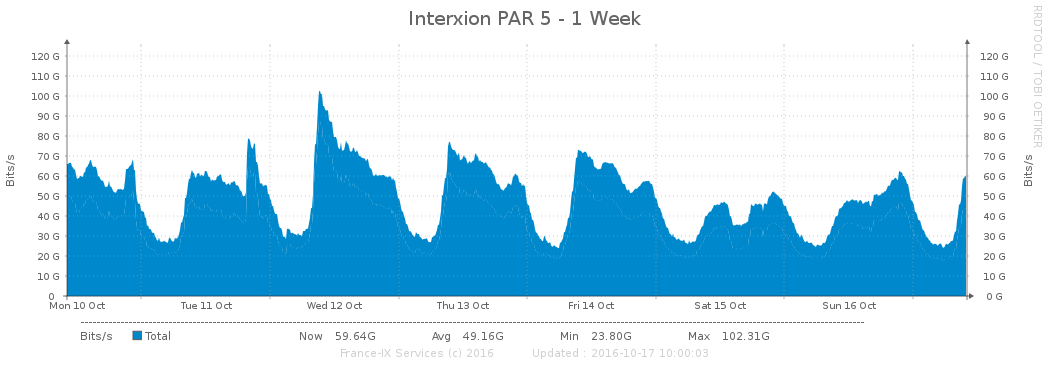 Interxion PAR 5 - 1 Week
RRDTOOL / TOBI OETIKER
Bits/s
120 G 120 G
110 G 110 G
100 G 100 G
90 G 90 G
80 G 80 G
70 G 70 G
60 G 60 G
50 G 50 G
40 G 40 G
30 G 30 G
20 G 20 G
10 G 10 G
0 0 G
Bits/s
Mon 10 Oct Tue 11 Oct Wed 12 Oct Thu 13 Oct Fri 14 Oct Sat 15 Oct Sun 16 Oct
Bits/s Total Now 59.64G Avg 49.16G Min 23.80G Max 102.31G
France-IX Services (c) 2016 Updated : 2016-10-17 10:00:03